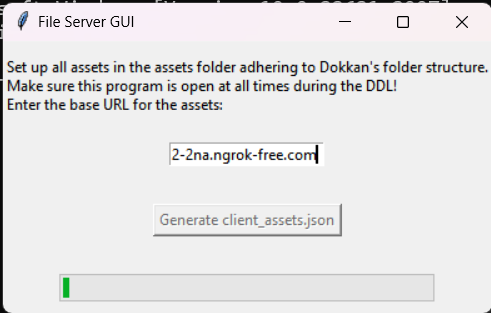 File Server GUI
Set up all assets in the assets folder adhering to Dokkan's folder structure.
Make sure this program is open at all times during the DDL!
Enter the base URL for the assets:
2-2na.ngrok-free.com
Generate client_assets.json